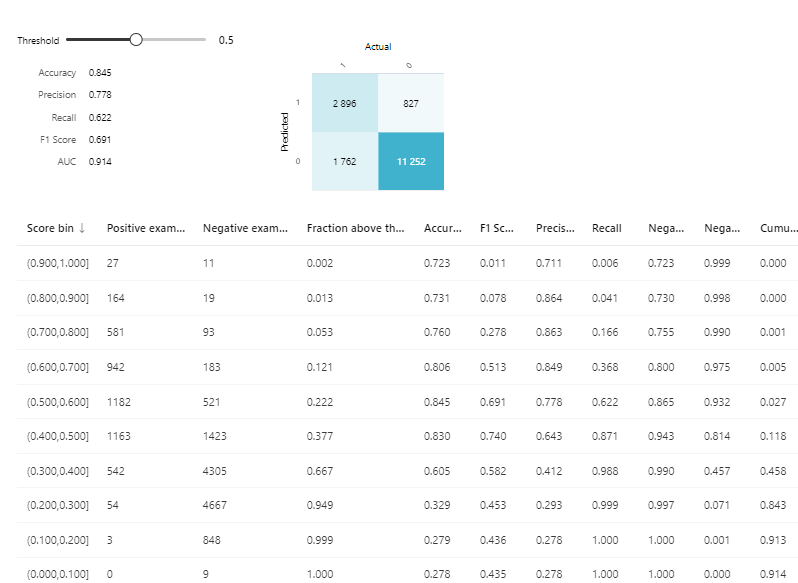 Threshold 0.5
Accuracy 0.845
Precision 0.778
Recall 0.622
F1 Score 0.691
AUC 0.914
Actual
1 0
Predicted
1 2 896 827
0 1 762 11 252
Score bin ↓ Positive exam... Negative exam... Fraction above th... Accur... F1 Sc... Precis... Recall Nega... Nega... Cumu...
(0.900,1.000] 27 11 0.002 0.723 0.011 0.711 0.006 0.723 0.999 0.000
(0.800,0.900] 164 19 0.013 0.731 0.078 0.864 0.041 0.730 0.998 0.000
(0.700,0.800] 581 93 0.053 0.760 0.278 0.863 0.166 0.755 0.990 0.001
(0.600,0.700] 942 183 0.121 0.806 0.513 0.849 0.368 0.800 0.975 0.005
(0.500,0.600] 1182 521 0.222 0.845 0.691 0.778 0.622 0.865 0.932 0.027
(0.400,0.500] 1163 1423 0.377 0.830 0.740 0.643 0.871 0.943 0.814 0.118
(0.300,0.400] 542 4305 0.667 0.605 0.582 0.412 0.988 0.990 0.457 0.458
(0.200,0.300] 54 4667 0.949 0.329 0.453 0.293 0.999 0.997 0.071 0.843
(0.100,0.200] 3 848 0.999 0.279 0.436 0.278 1.000 1.000 0.001 0.913
(0.000,0.100] 0 9 1.000 0.278 0.435 0.278 1.000 1.000 0.000 0.914